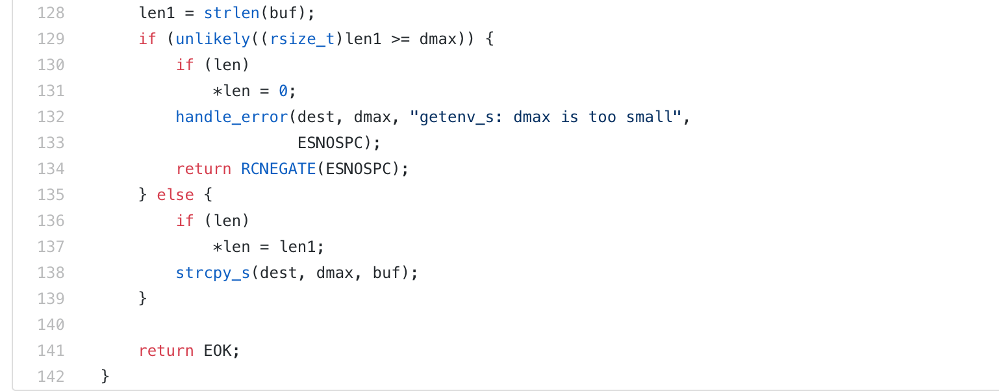 128 len1 = strlen(buf);
129 if (unlikely((rsize_t)len1 >= dmax)) {
130 if (len)
131 *len = 0;
132 handle_error(dest, dmax, "getenv_s: dmax is too small",
133 ESNOSPC);
134 return RCNEGATE(ESNOSPC);
135 } else {
136 if (len)
137 *len = len1;
138 strcpy_s(dest, dmax, buf);
139 }
140
141 return EOK;
142 }